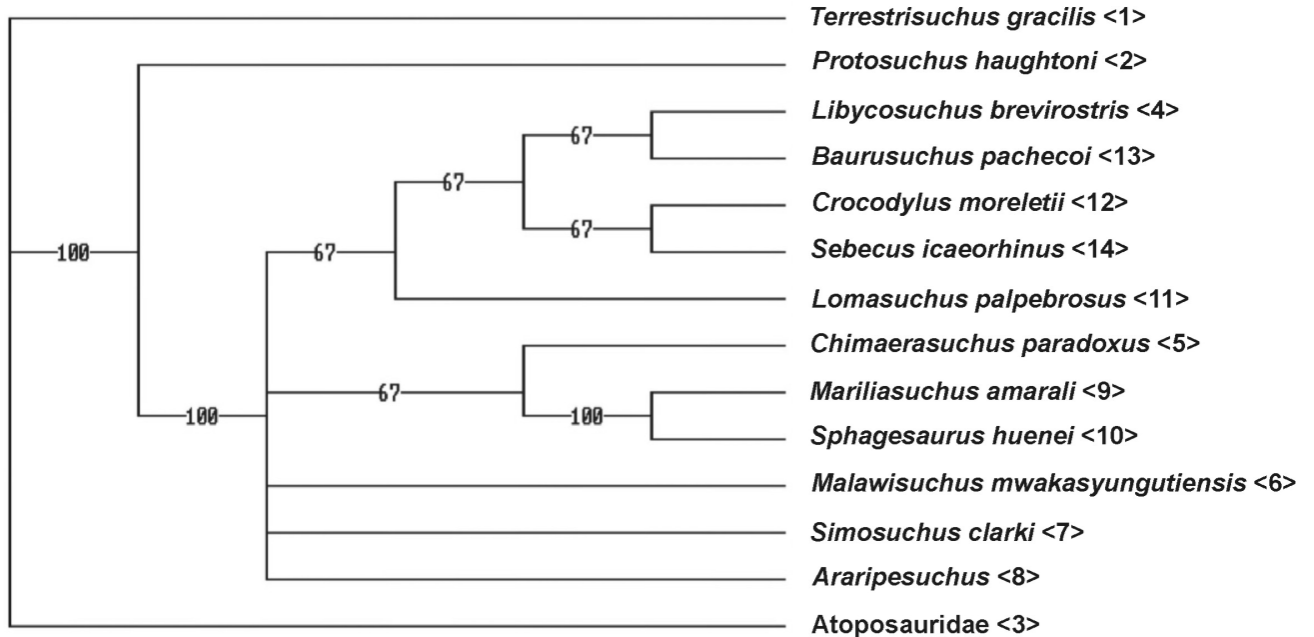 Terrestrisuchus gracilis <1>
Protosuchus haughtoni <2>
Libycosuchus brevirostris <4>
67
Baurusuchus pachecoi <13>
67
Crocodylus moreletii <12>
67
Sebecus icaeorhinus <14>
100
67
Lomasuchus palpebrosus <11>
Chimaerasuchus paradoxus <5>
67
Mariliasuchus amarali <9>
100
100
Sphagesaurus huenei <10>
Malawisuchus mwakasyungutiensis <6>
Simosuchus clarki <7>
Araripesuchus <8>
Atoposauridae <3>